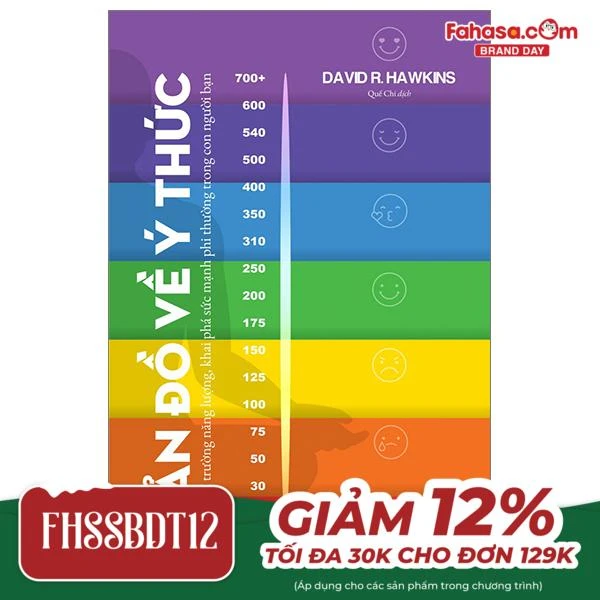 Fahasa.com
BRAND DAY
DAVID R. HAWKINS
Quế Chi dịch
700+
600
540
500
400
350
310
250
200
175
150
125
100
75
50
30
ĐỒ VỀ Ý THỨC
trường năng lượng, khai phá sức mạnh phi thường trong con người bạn
FHSSBDT12
GIẢM 12%
TỐI ĐA 30K CHO ĐƠN 129K
(Áp dụng cho các sản phẩm trong chương trình)